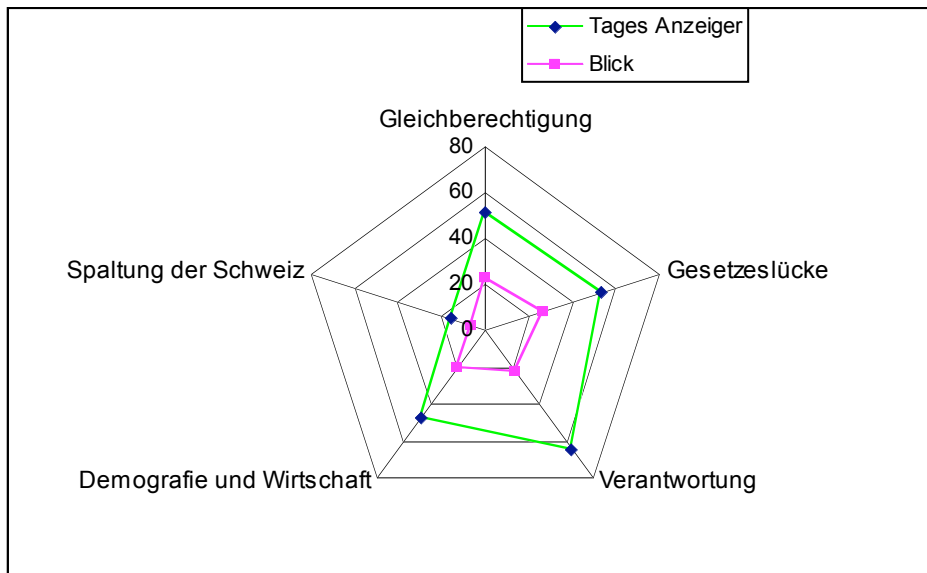 Tages Anzeiger
Blick
Gleichberechtigung
80
60
40
20
0
Gesetzeslücke
Verantwortung
Demografie und Wirtschaft
Spaltung der Schweiz